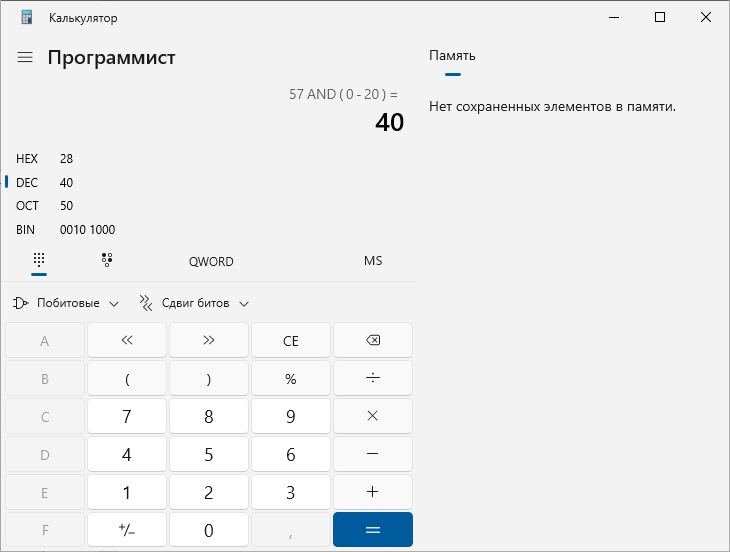 Калькулятор
Программист
57 AND ( 0 - 20 ) =
40
HEX 28
DEC 40
OCT 50
BIN 0010 1000
QWORD MS
Побитовые Сдвиг битов
A « » CE
B ( ) % ÷
C 7 8 9 ×
D 4 5 6 −
E 1 2 3 +
F +/− 0 , =
Память
Нет сохраненных элементов в памяти.